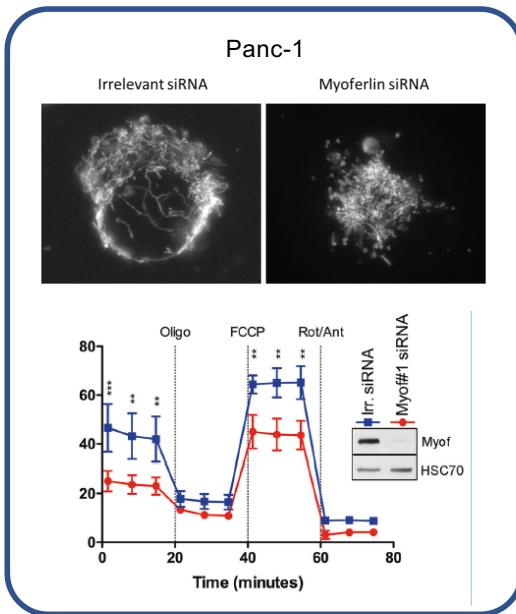 Panc-1
Irrelevant siRNA Myoferlin siRNA
Oligo FCCP Rot/Ant
80
60
40
20
0
*** ** ** ** ** **
Irr. siRNA
Myof#1 siRNA
Myof
HSC70
0 20 40 60 80
Time (minutes)